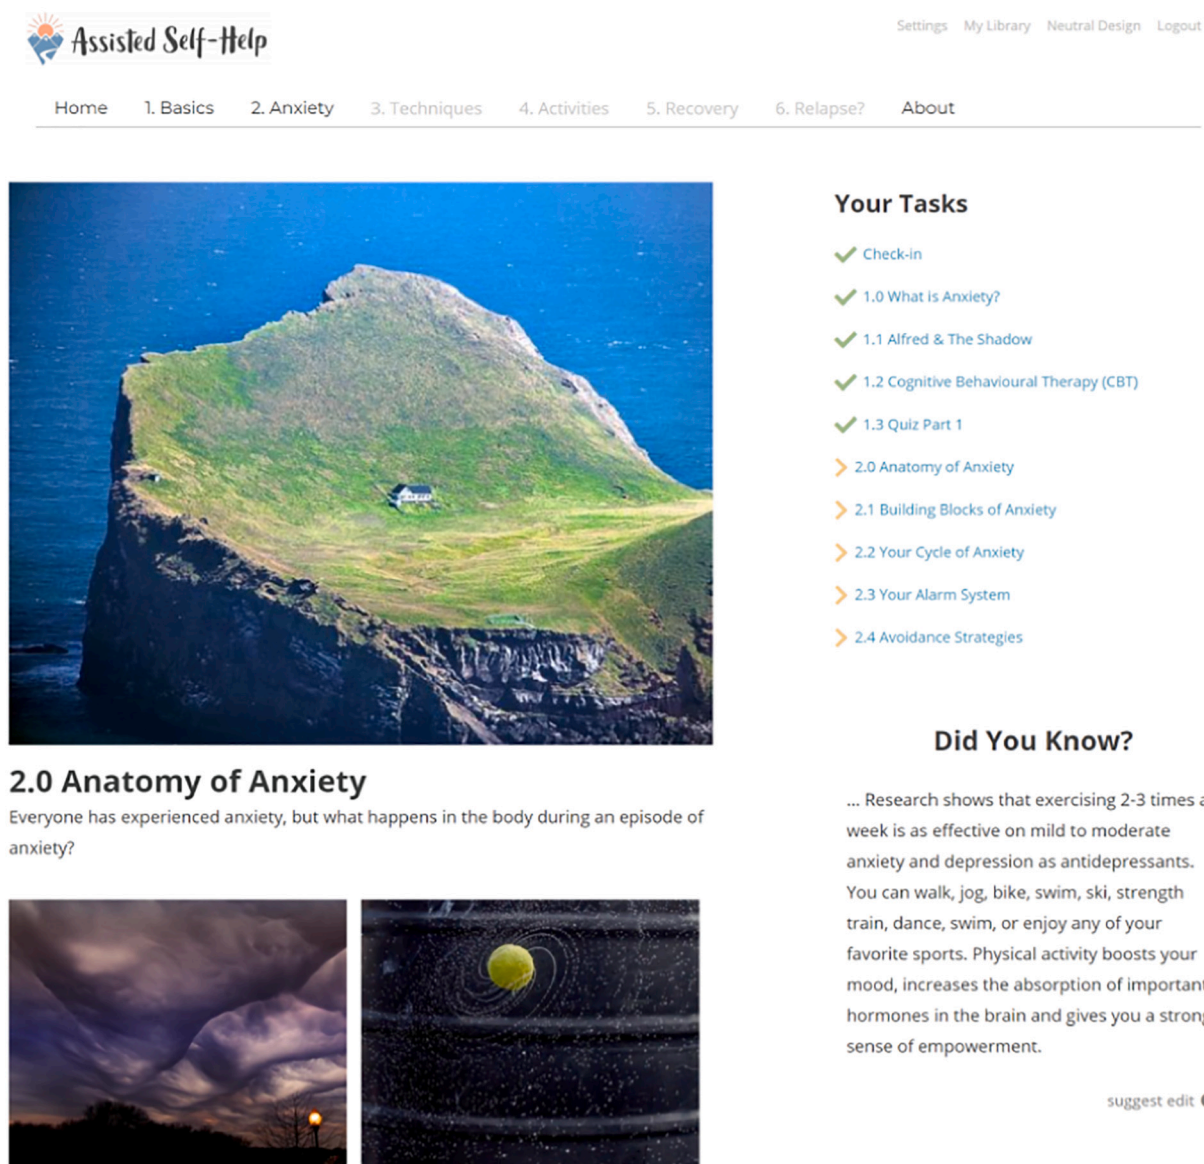 Assisted Self-Help
Settings My Library Neutral Design Logout
Home 1. Basics 2. Anxiety 3. Techniques 4. Activities 5. Recovery 6. Relapse? About
2.0 Anatomy of Anxiety
Everyone has experienced anxiety, but what happens in the body during an episode of
anxiety?
Your Tasks
Check-in
1.0 What is Anxiety?
1.1 Alfred & The Shadow
1.2 Cognitive Behavioural Therapy (CBT)
1.3 Quiz Part 1
2.0 Anatomy of Anxiety
2.1 Building Blocks of Anxiety
2.2 Your Cycle of Anxiety
2.3 Your Alarm System
2.4 Avoidance Strategies
Did You Know?
... Research shows that exercising 2-3 times a
week is as effective on mild to moderate
anxiety and depression as antidepressants.
You can walk, jog, bike, swim, ski, strength
train, dance, swim, or enjoy any of your
favorite sports. Physical activity boosts your
mood, increases the absorption of important
hormones in the brain and gives you a strong
sense of empowerment.
suggest edit